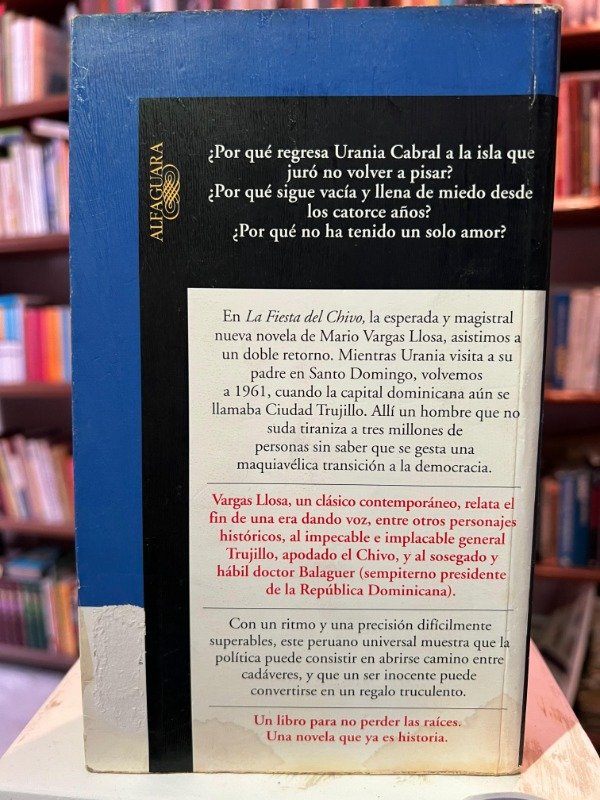 ALFAGUARA
¿Por qué regresa Urania Cabral a la isla que
juró no volver a pisar?
¿Por qué sigue vacía y llena de miedo desde
los catorce años?
¿Por qué no ha tenido un solo amor?
En La Fiesta del Chivo, la esperada y magistral
nueva novela de Mario Vargas Llosa, asistimos a
un doble retorno. Mientras Urania visita a su
padre en Santo Domingo, volvemos
a 1961, cuando la capital dominicana aún se
llamaba Ciudad Trujillo. Allí un hombre que no
suda tiraniza a tres millones de
personas sin saber que se gesta una
maquiavélica transición a la democracia.
Vargas Llosa, un clásico contemporáneo, relata el
fin de una era dando voz, entre otros personajes
históricos, al impecable e implacable general
Trujillo, apodado el Chivo, y al sosegado y
hábil doctor Balaguer (sempiterno presidente
de la República Dominicana).
Con un ritmo y una precisión difícilmente
superables, este peruano universal muestra que la
política puede consistir en abrirse camino entre
cadáveres, y que un ser inocente puede
convertirse en un regalo truculento.
Un libro para no perder las raíces.
Una novela que ya es historia.